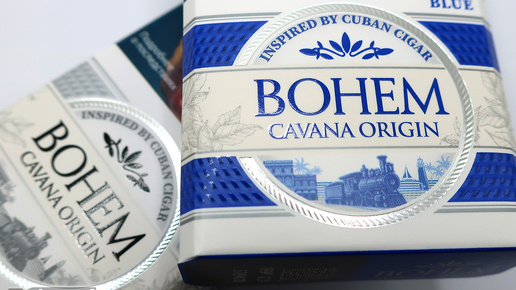 BLUE
INSPIRED BY CUBAN CIGAR
BOHEM
CAVANA ORIGIN
INSPIRED BY CUBAN CIGAR
BOHEM
CAVANA ORIGIN